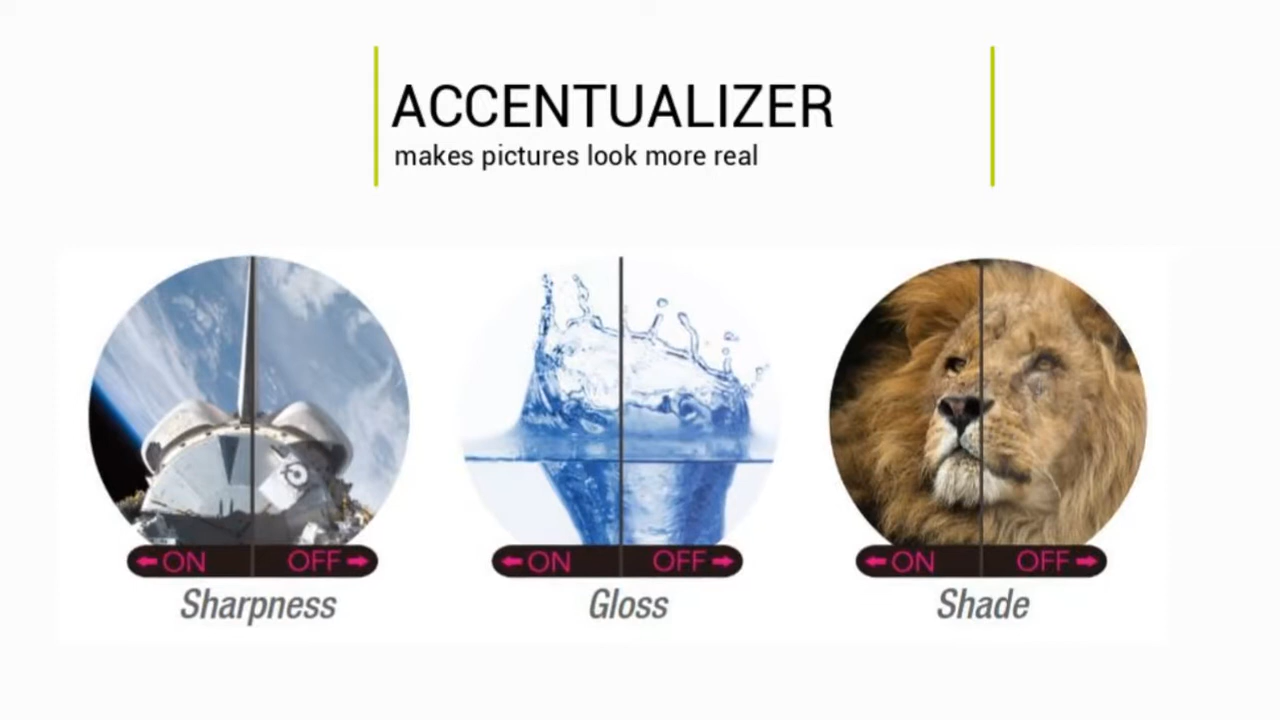 ACCENTUALIZER
makes pictures look more real
←ON OFF→
Sharpness
←ON OFF→
Gloss
←ON OFF→
Shade